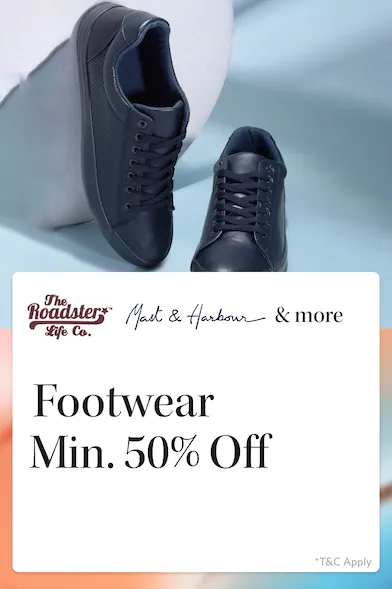 The
Roadster
Life Co.
Mast & Harbour & more
Footwear
Min. 50% Off
*T&C Apply